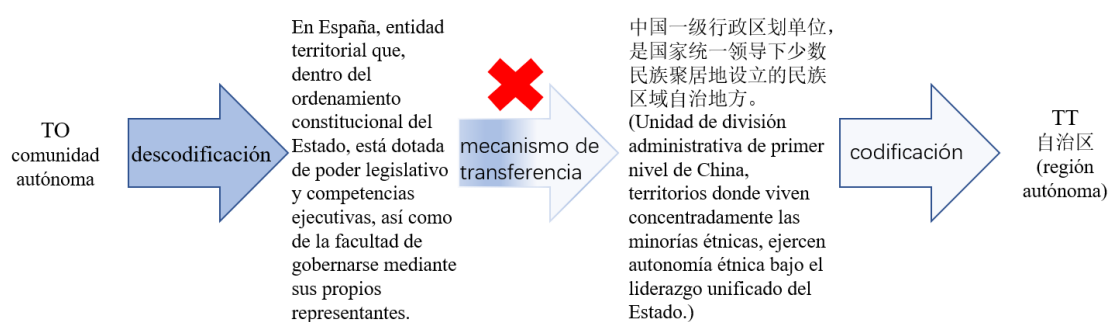 TO
comunidad
autónoma
descodificación
En España, entidad
territorial que,
dentro del
ordenamiento
constitucional del
Estado, está dotada
de poder legislativo
y competencias
ejecutivas, así como
de la facultad de
gobernarse mediante
sus propios
representantes.
mecanismo de
transferencia
中国一级行政区划单位，
是国家统一领导下少数
民族聚居地设立的民族
区域自治地方。
(Unidad de división
administrativa de primer
nivel de China,
territorios donde viven
concentradamente las
minorías étnicas, ejercen
autonomía étnica bajo el
liderazgo unificado del
Estado.)
codificación
TT
自治区
(región
autónoma)